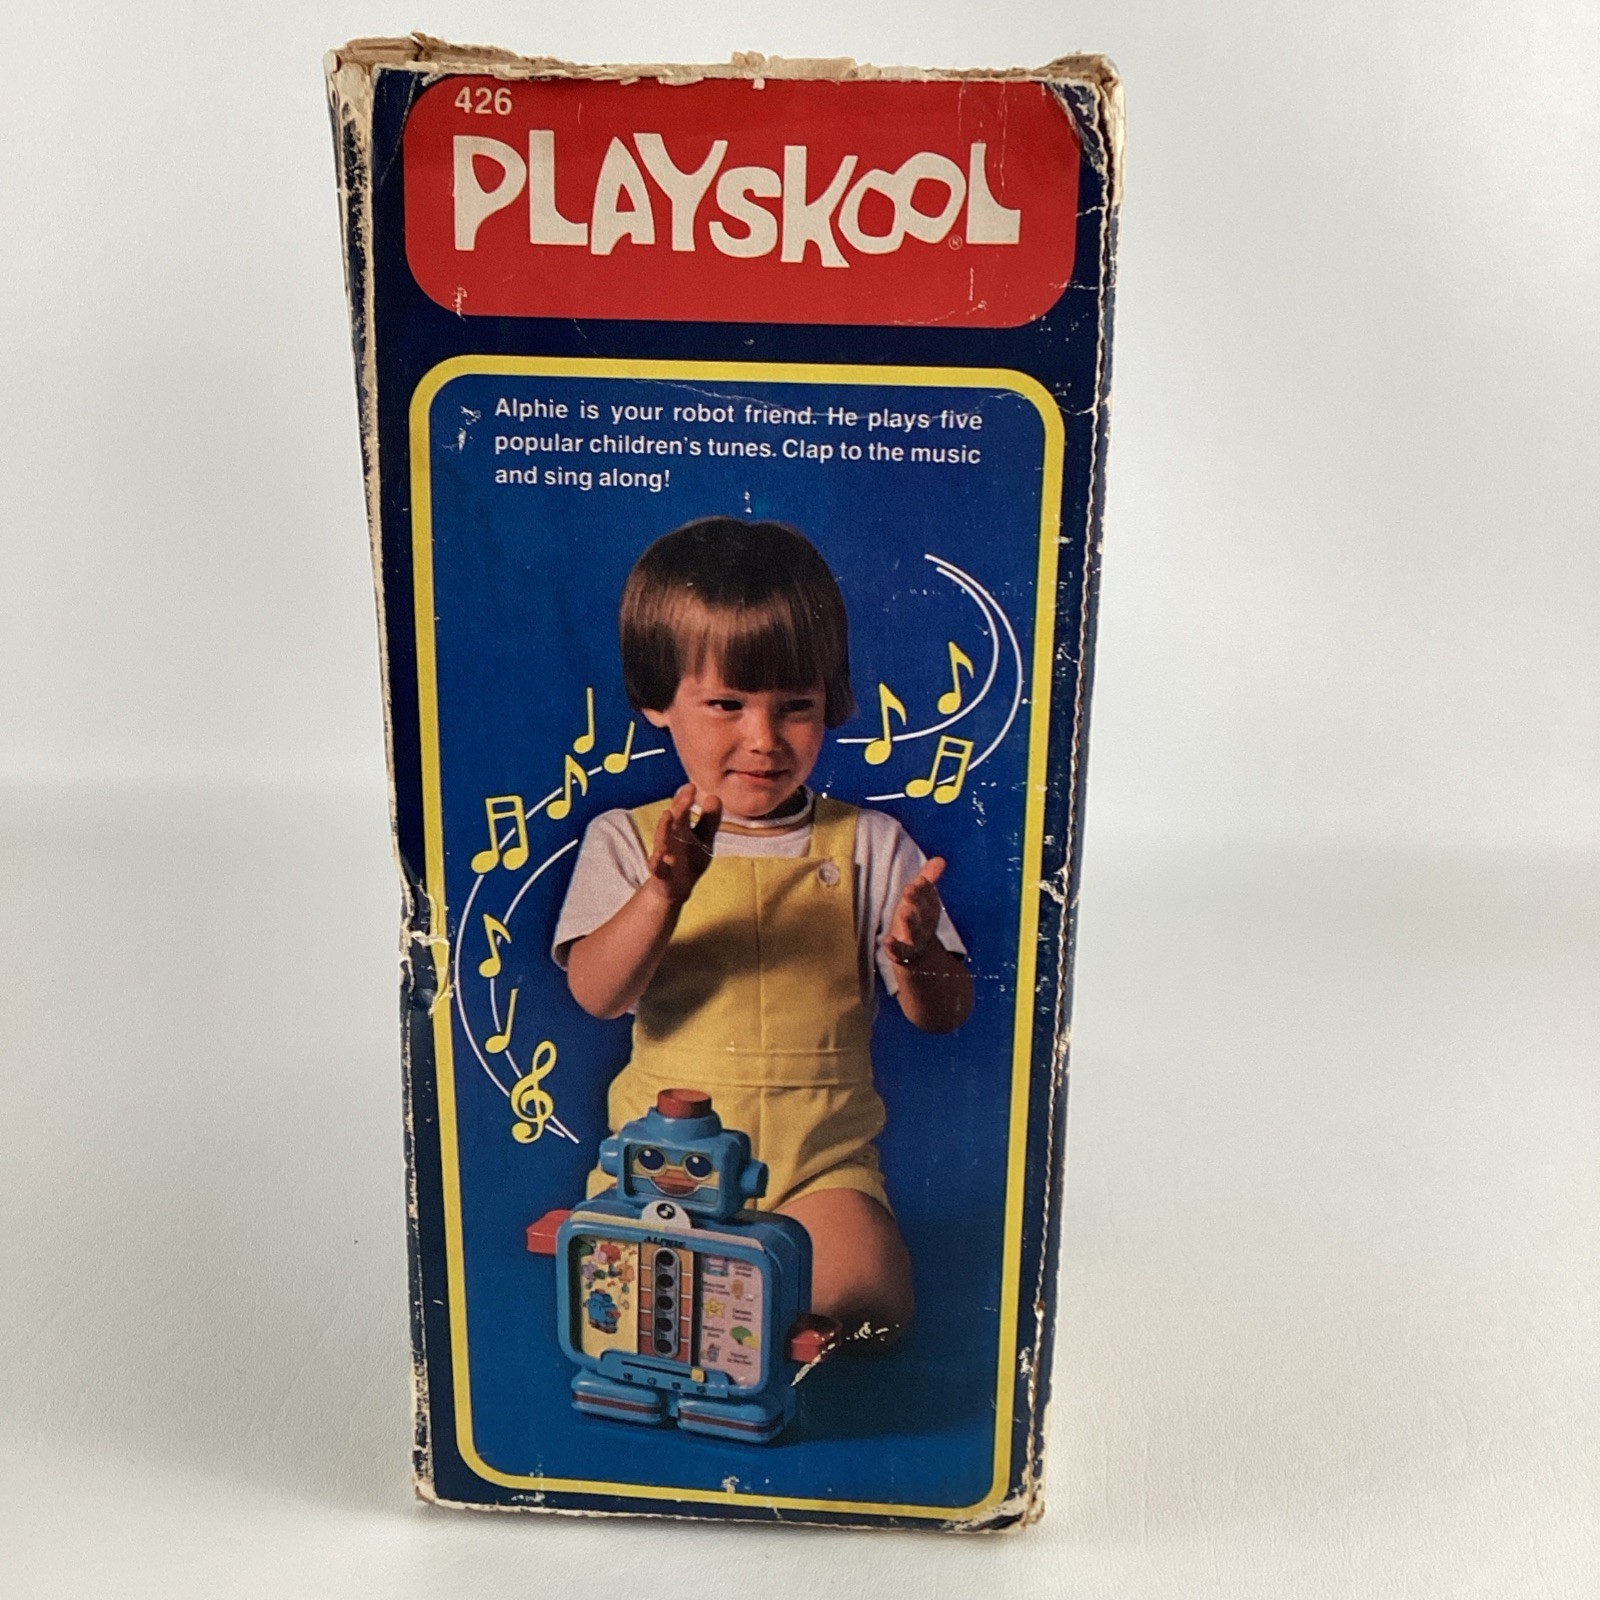 426
PLAYSKOOL®
Alphie is your robot friend. He plays five
popular children's tunes. Clap to the music
and sing along!
ALPHIE